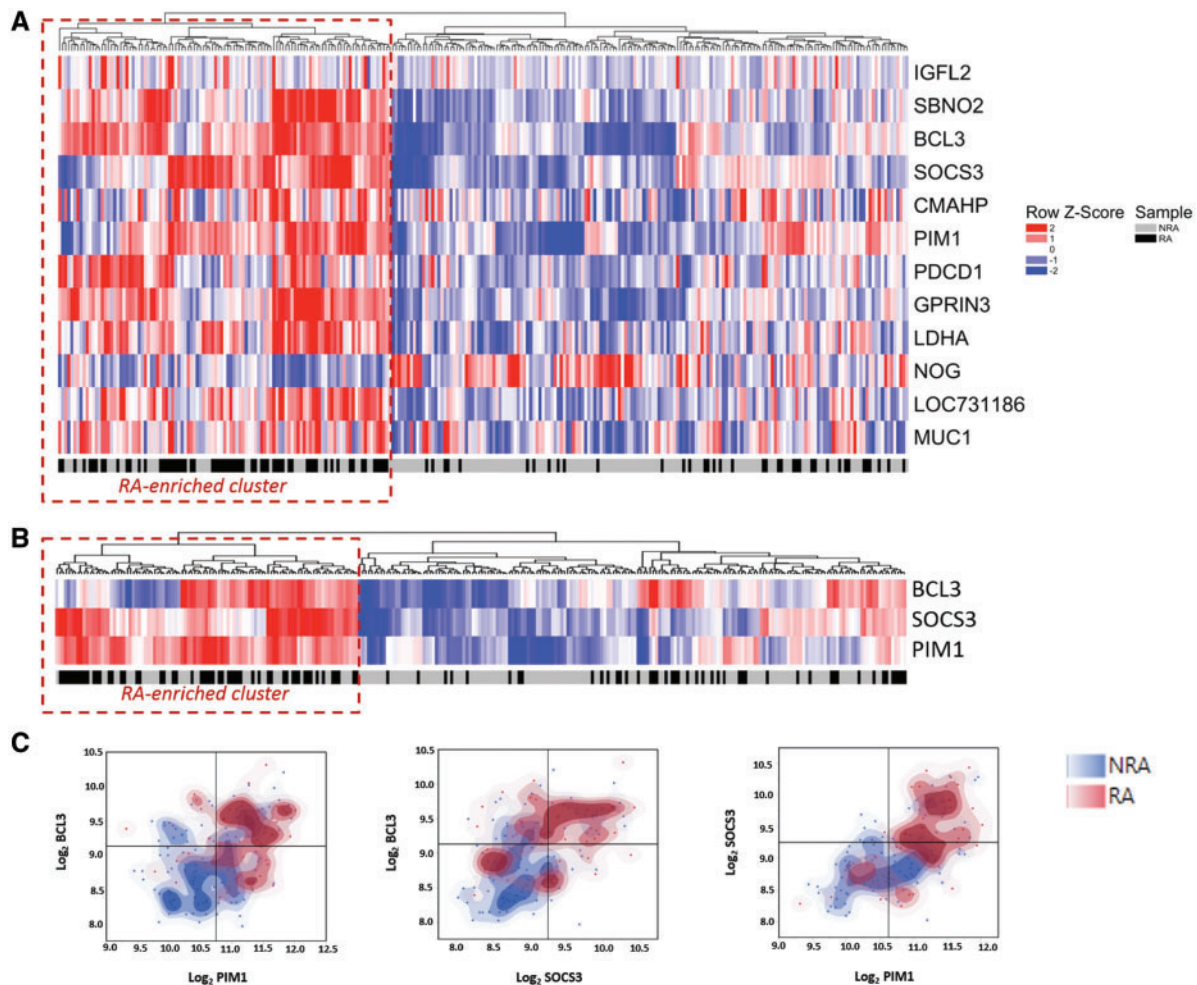 A
IGFL2
SBNO2
BCL3
SOCS3
CMAHP
PIM1
PDCD1
GPRIN3
LDHA
NOG
LOC731186
MUC1
Row Z-Score Sample
2
1
0
-1
-2
NRA
RA
RA-enriched cluster
B
BCL3
SOCS3
PIM1
RA-enriched cluster
C
Log2 BCL3
10.5
10.0
9.5
9.0
8.5
8.0
9.0 9.5 10.0 10.5 11.0 11.5 12.0 12.5
Log2 PIM1
Log2 BCL3
10.5
10.0
9.5
9.0
8.5
8.0
8.0 8.5 9.0 9.5 10.0 10.5
Log2 SOCS3
Log2 SOCS3
10.5
10.0
9.5
9.0
8.5
8.0
9.0 9.5 10.0 10.5 11.0 11.5 12.0
Log2 PIM1
NRA
RA